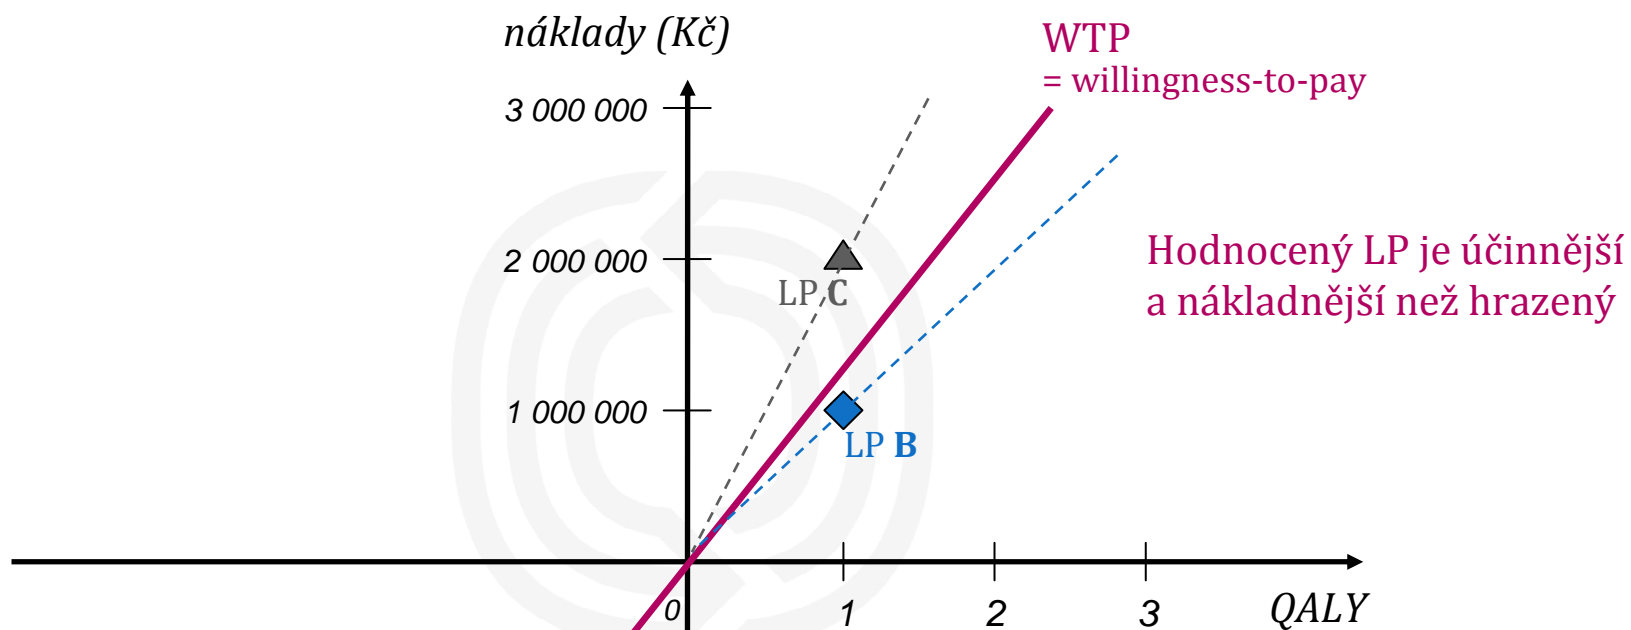 náklady (Kč)
WTP
= willingness-to-pay
3 000 000
2 000 000
1 000 000
LP C
LP B
Hodnocený LP je účinnější
a nákladnější než hrazený
0
1
2
3
QALY